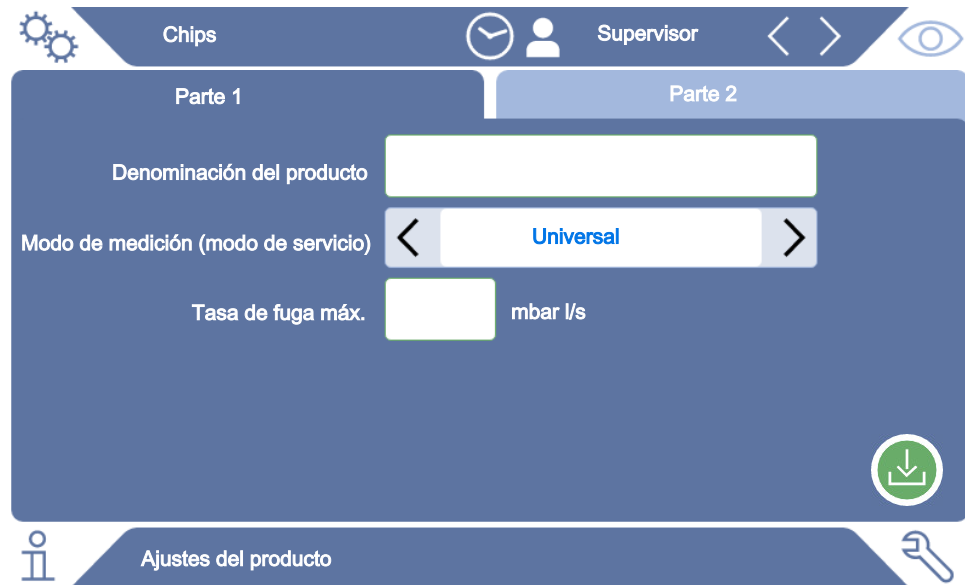 Chips
Supervisor
Parte 1
Parte 2
Denominación del producto
Modo de medición (modo de servicio)
Universal
Tasa de fuga máx.
mbar l/s
Ajustes del producto